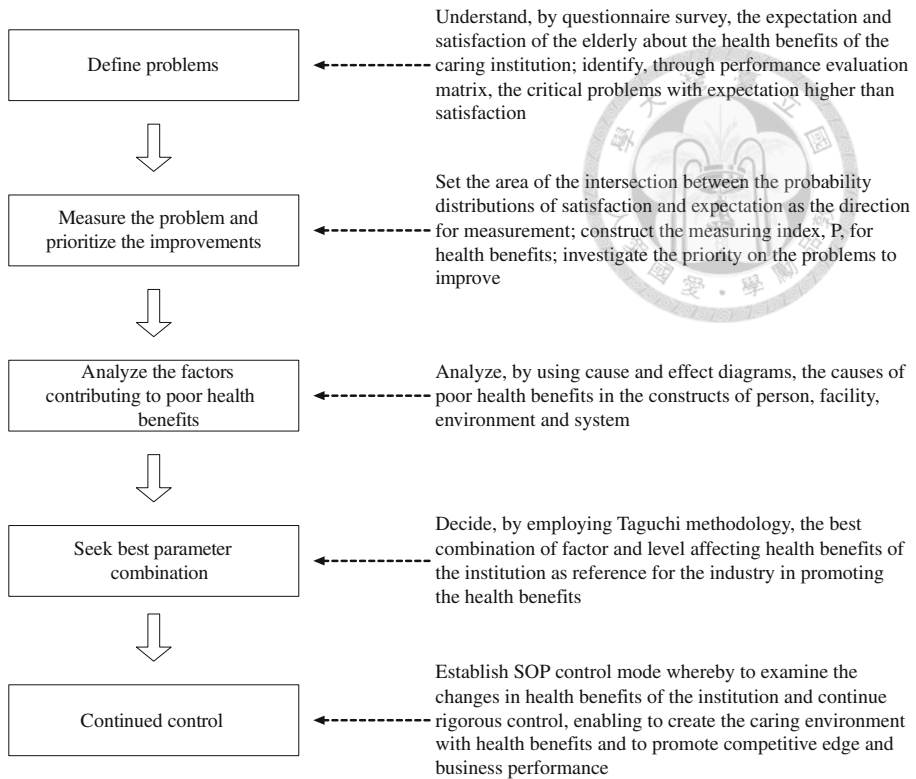 Define problems
Understand, by questionnaire survey, the expectation and
satisfaction of the elderly about the health benefits of the
caring institution; identify, through performance evaluation
matrix, the critical problems with expectation higher than
satisfaction
Measure the problem and
prioritize the improvements
Set the area of the intersection between the probability
distributions of satisfaction and expectation as the direction
for measurement; construct the measuring index, P, for
health benefits; investigate the priority on the problems to
improve
Analyze the factors
contributing to poor health
benefits
Analyze, by using cause and effect diagrams, the causes of
poor health benefits in the constructs of person, facility,
environment and system
Seek best parameter
combination
Decide, by employing Taguchi methodology, the best
combination of factor and level affecting health benefits of
the institution as reference for the industry in promoting
the health benefits
Continued control
Establish SOP control mode whereby to examine the
changes in health benefits of the institution and continue
rigorous control, enabling to create the caring environment
with health benefits and to promote competitive edge and
business performance